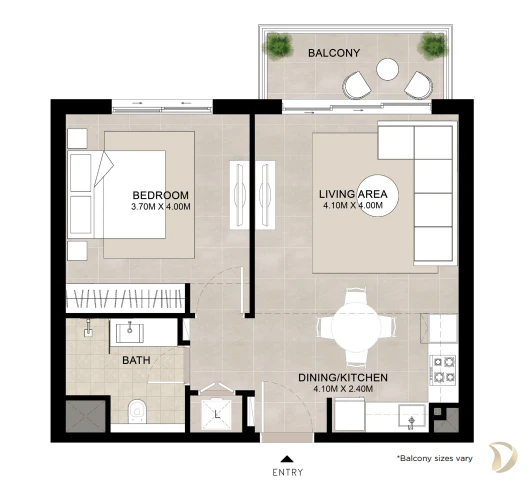 BALCONY
BEDROOM
3.70M X 4.00M
LIVING AREA
4.10M X 4.00M
BATH
DINING/KITCHEN
4.10M X 2.40M
L
*Balcony sizes vary
ENTRY